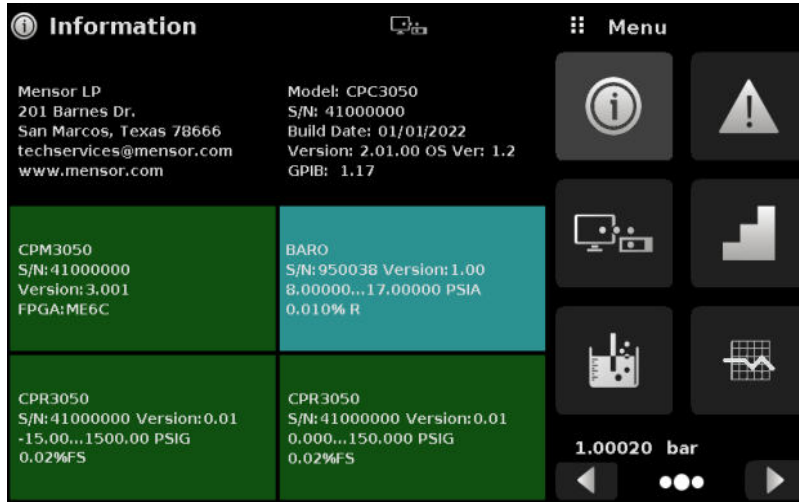 Information
Menu
Mensor LP
201 Barnes Dr.
San Marcos, Texas 78666
techservices@mensor.com
www.mensor.com
Model: CPC3050
S/N: 41000000
Build Date: 01/01/2022
Version: 2.01.00 OS Ver: 1.2
GPIB: 1.17
CPM3050
S/N:41000000
Version:3.001
FPGA:ME6C
BARO
S/N:950038 Version:1.00
8.00000...17.00000 PSIA
0.010% R
CPR3050
S/N:41000000 Version:0.01
-15.00...1500.00 PSIG
0.02%FS
CPR3050
S/N:41000000 Version:0.01
0.000...150.000 PSIG
0.02%FS
1.00020 bar